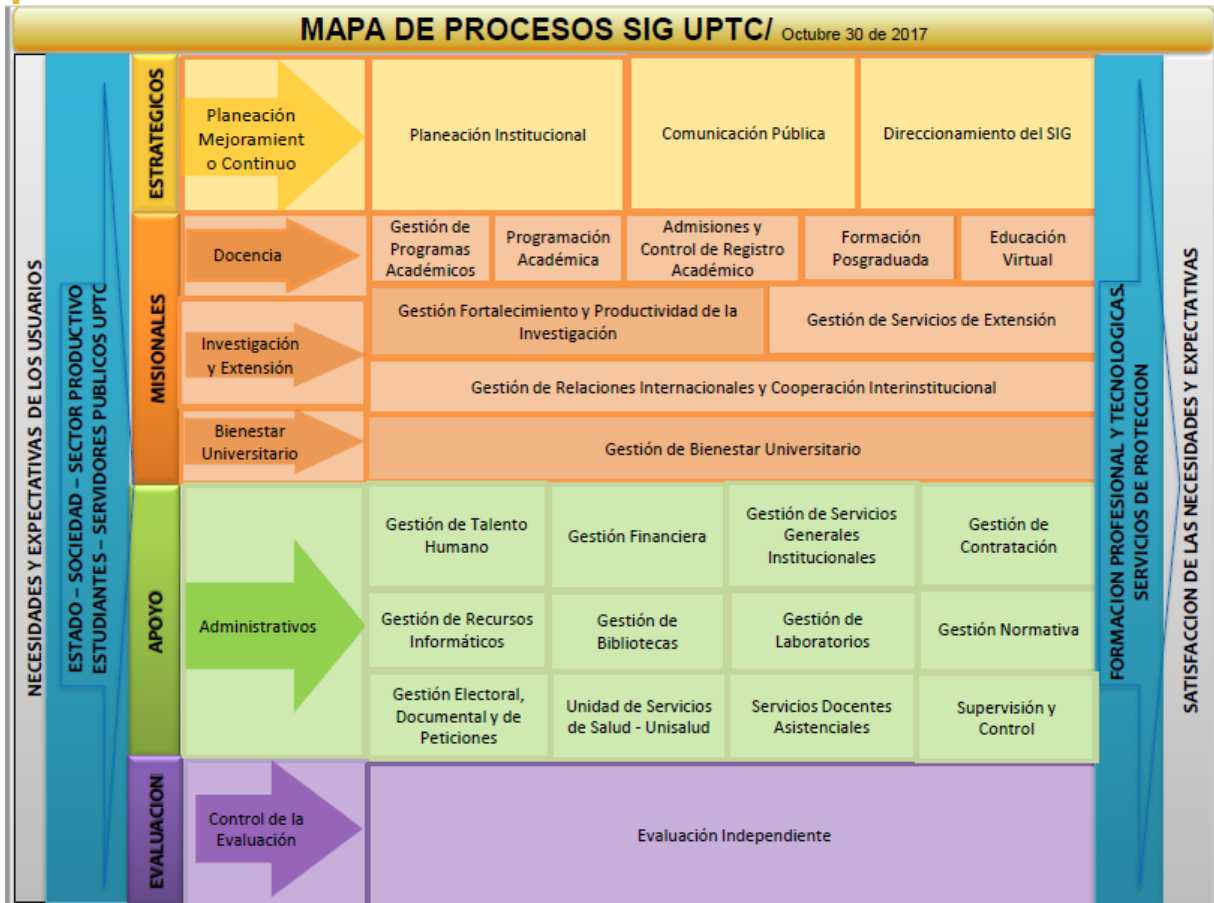 MAPA DE PROCESOS SIG UPTC/ Octubre 30 de 2017
NECESIDADES Y EXPECTATIVAS DE LOS USUARIOS
ESTADO – SOCIEDAD – SECTOR PRODUCTIVO
ESTUDIANTES – SERVIDORES PUBLICOS UPTC
ESTRATEGICOS
Planeación
Mejoramient
o Continuo
Planeación Institucional
Comunicación Pública
Direccionamiento del SIG
MISIONALES
Docencia
Gestión de
Programas
Académicos
Programación
Académica
Admisiones y
Control de Registro
Académico
Formación
Posgraduada
Educación
Virtual
Investigación
y Extensión
Gestión Fortalecimiento y Productividad de la
Investigación
Gestión de Servicios de Extensión
Gestión de Relaciones Internacionales y Cooperación Interinstitucional
Bienestar
Universitario
Gestión de Bienestar Universitario
APOYO
Administrativos
Gestión de Talento
Humano
Gestión Financiera
Gestión de Servicios
Generales
Institucionales
Gestión de
Contratación
Gestión de Recursos
Informáticos
Gestión de
Bibliotecas
Gestión de
Laboratorios
Gestión Normativa
Gestión Electoral,
Documental y de
Peticiones
Unidad de Servicios
de Salud - Unisalud
Servicios Docentes
Asistenciales
Supervisión y
Control
EVALUACION
Control de la
Evaluación
Evaluación Independiente
FORMACION PROFESIONAL Y TECNOLOGICAS,
SERVICIOS DE PROTECCION
SATISFACCION DE LAS NECESIDADES Y EXPECTATIVAS